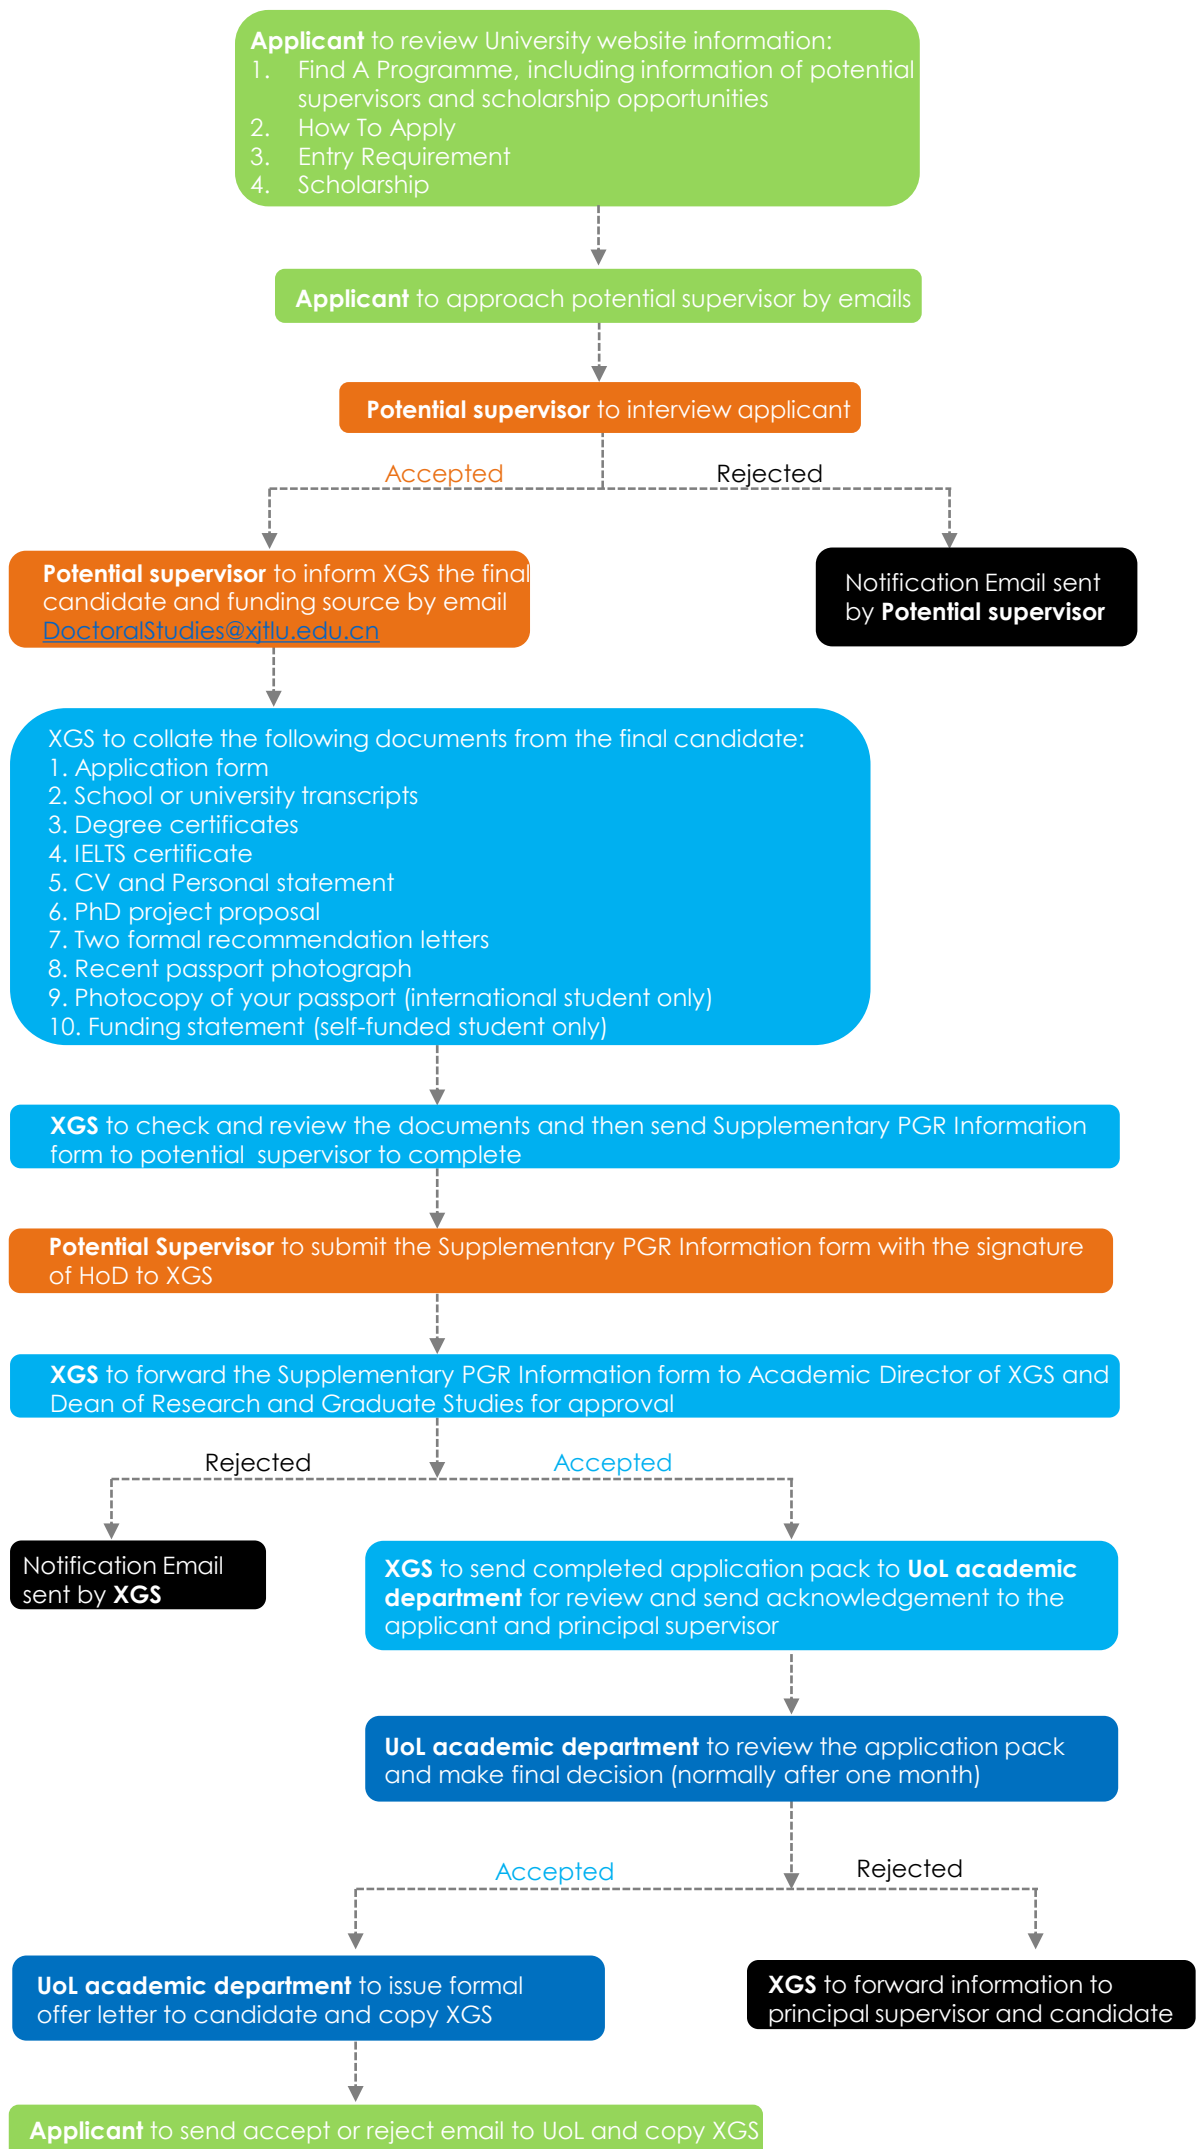 Applicant to review University website information:
1. Find A Programme, including information of potential
supervisors and scholarship opportunities
2. How To Apply
3. Entry Requirement
4. Scholarship
Applicant to approach potential supervisor by emails
Potential supervisor to interview applicant
Accepted
Rejected
Potential supervisor to inform XGS the final
candidate and funding source by email
DoctoralStudies@xjtlu.edu.cn
Notification Email sent
by Potential supervisor
XGS to collate the following documents from the final candidate:
1. Application form
2. School or university transcripts
3. Degree certificates
4. IELTS certificate
5. CV and Personal statement
6. PhD project proposal
7. Two formal recommendation letters
8. Recent passport photograph
9. Photocopy of your passport (international student only)
10. Funding statement (self-funded student only)
XGS to check and review the documents and then send Supplementary PGR Information
form to potential supervisor to complete
Potential Supervisor to submit the Supplementary PGR Information form with the signature
of HoD to XGS
XGS to forward the Supplementary PGR Information form to Academic Director of XGS and
Dean of Research and Graduate Studies for approval
Rejected
Accepted
Notification Email
sent by XGS
XGS to send completed application pack to UoL academic
department for review and send acknowledgement to the
applicant and principal supervisor
UoL academic department to review the application pack
and make final decision (normally after one month)
Accepted
Rejected
UoL academic department to issue formal
offer letter to candidate and copy XGS
XGS to forward information to
principal supervisor and candidate
Applicant to send accept or reject email to UoL and copy XGS